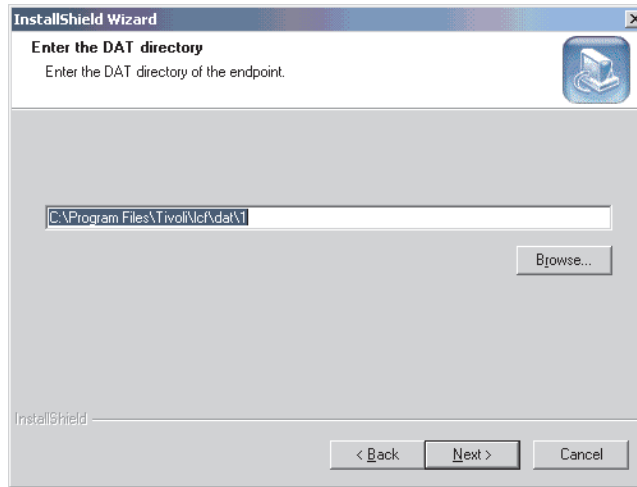 InstallShield Wizard
Enter the DAT directory
Enter the DAT directory of the endpoint.
C:\Program Files\Tivoli\lcf\dat\1
Browse...
InstallShield
< Back
Next >
Cancel